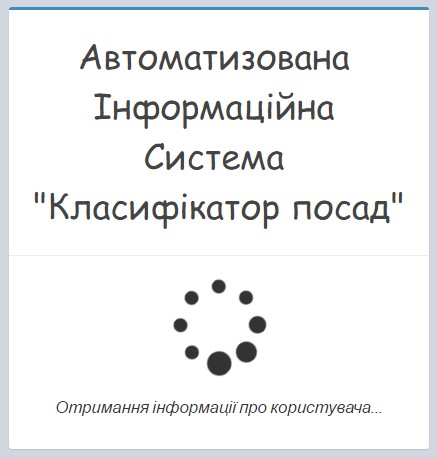 Автоматизована
Інформаційна
Система
"Класифікатор посад"
Отримання інформації про користувача...